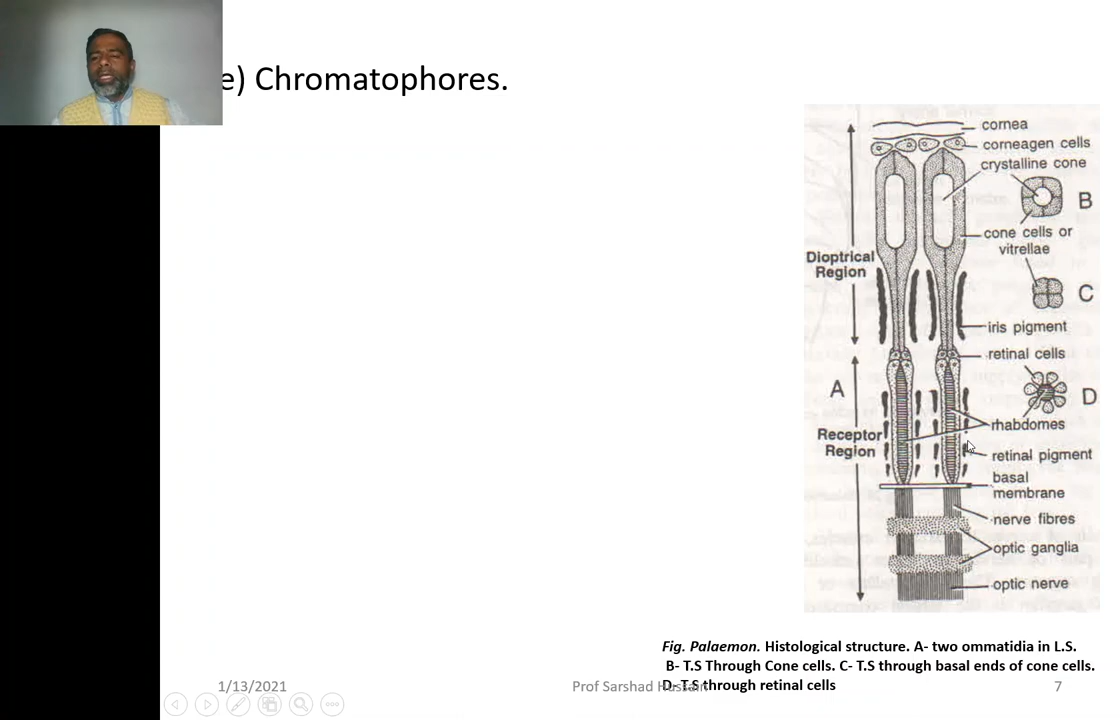 e) Chromatophores.
cornea
corneagen cells
crystalline cone
B
cone cells or
vitrellae
Dioptrical
Region
C
iris pigment
retinal cells
A
D
rhabdomes
Receptor
Region
retinal pigment
basal
membrane
nerve fibres
optic ganglia
optic nerve
Fig. Palaemon. Histological structure. A- two ommatidia in L.S.
B- T.S Through Cone cells. C- T.S through basal ends of cone cells.
D- T.S through retinal cells
1/13/2021
Prof Sarshad Hussain
7